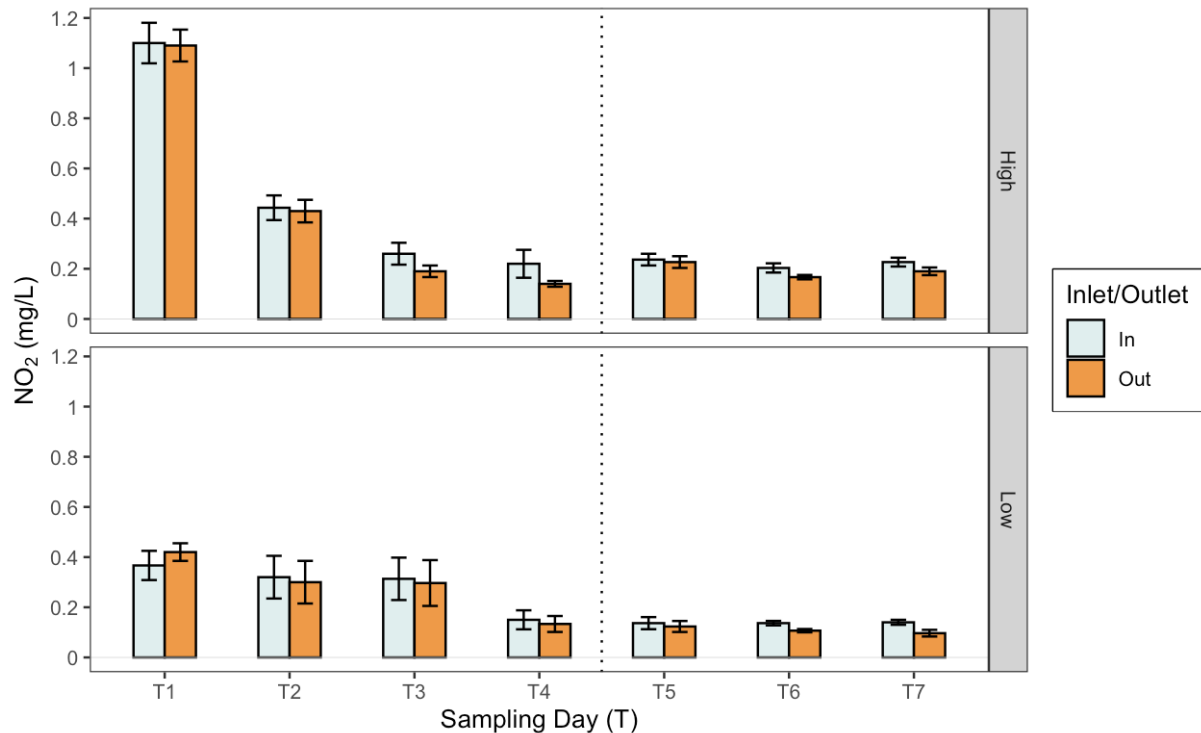 1.2
1
0.8
0.6
0.4
0.2
0
High
1.2
1
0.8
0.6
0.4
0.2
0
Low
NO₂ (mg/L)
T1 T2 T3 T4 T5 T6 T7
Sampling Day (T)
Inlet/Outlet
In
Out